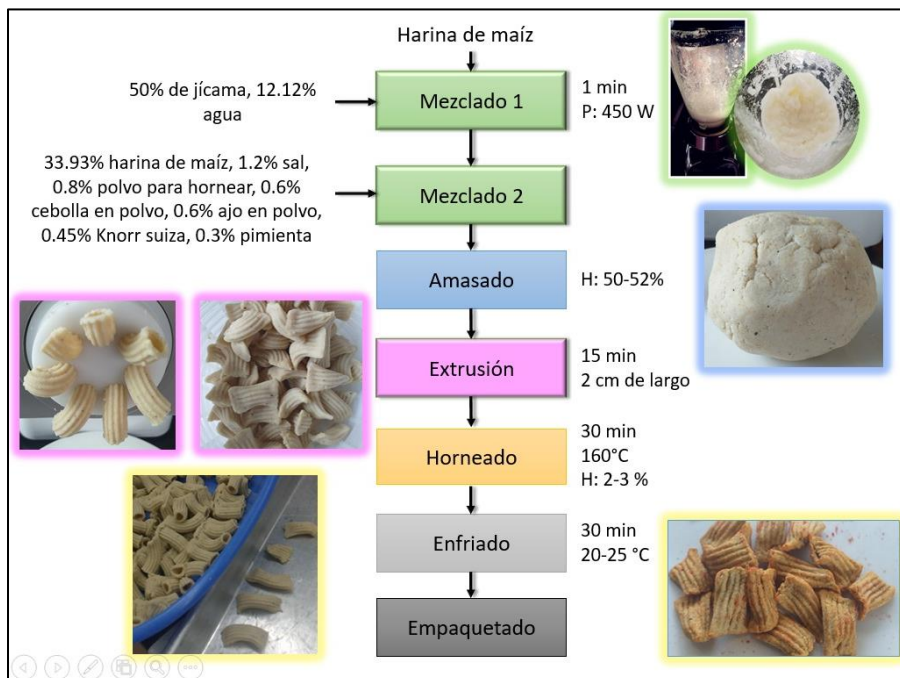 Harina de maíz
50% de jícama, 12.12%
agua
Mezclado 1
1 min
P: 450 W
33.93% harina de maíz, 1.2% sal,
0.8% polvo para hornear, 0.6%
cebolla en polvo, 0.6% ajo en polvo,
0.45% Knorr suiza, 0.3% pimienta
Mezclado 2
Amasado
H: 50-52%
Extrusión
15 min
2 cm de largo
Horneado
30 min
160°C
H: 2-3 %
Enfriado
30 min
20-25 °C
Empaquetado